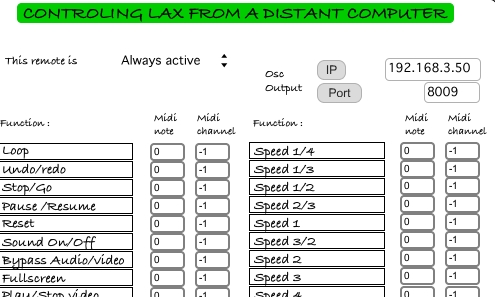 CONTROLING LAX FROM A DISTANT COMPUTER
This remote is Always active Osc Output IP 192.168.3.50
Port 8009
Function : Midi note Midi channel Function : Midi note Midi channel
Loop 0 -1 Speed 1/4 0 -1
Undo/redo 0 -1 Speed 1/3 0 -1
Stop/Go 0 -1 Speed 1/2 0 -1
Pause /Resume 0 -1 Speed 2/3 0 -1
Reset 0 -1 Speed 1 0 -1
Sound On/Off 0 -1 Speed 3/2 0 -1
Bypass Audio/video 0 -1 Speed 2 0 -1
Fullscreen 0 -1 Speed 3 0 -1
Play/Stop video 0 -1 Speed 4 0 -1